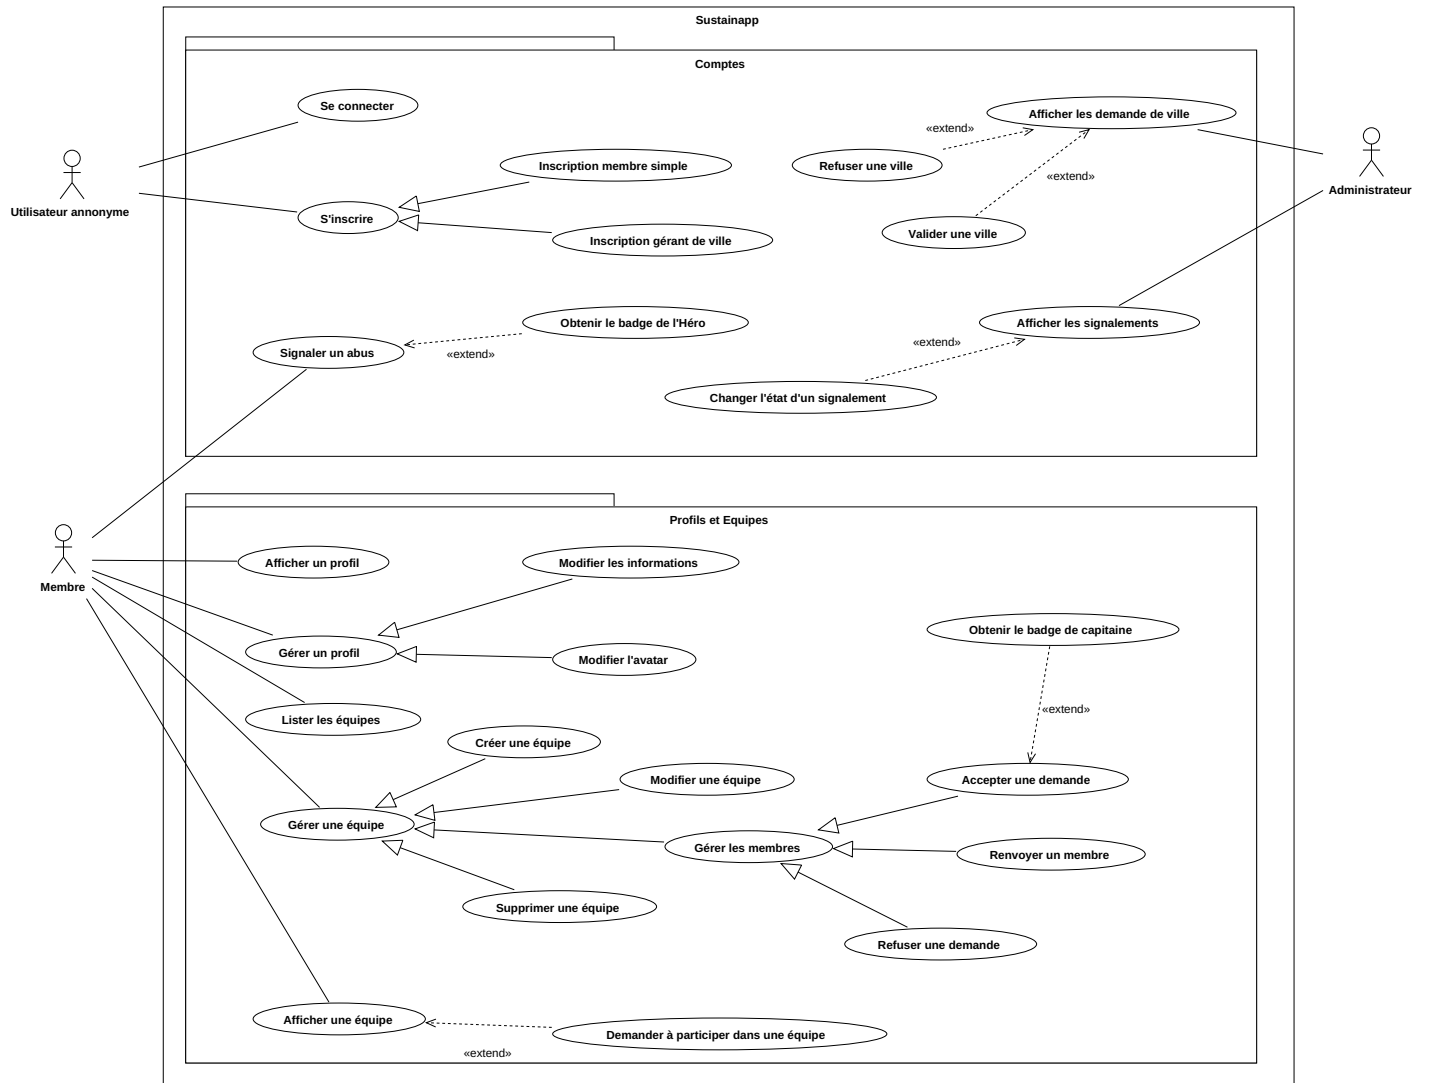 Sustainapp
Comptes
Se connecter
Afficher les demande de ville
«extend»
Inscription membre simple
Refuser une ville
«extend»
Administrateur
Utilisateur annonyme
S'inscrire
Inscription gérant de ville
Valider une ville
Obtenir le badge de l'Héro
Afficher les signalements
«extend»
Signaler un abus
«extend»
Changer l'état d'un signalement
Profils et Equipes
Afficher un profil
Modifier les informations
Membre
Obtenir le badge de capitaine
Gérer un profil
Modifier l'avatar
«extend»
Lister les équipes
Créer une équipe
Modifier une équipe
Accepter une demande
Gérer une équipe
Gérer les membres
Renvoyer un membre
Supprimer une équipe
Refuser une demande
Afficher une équipe
Demander à participer dans une équipe
«extend»